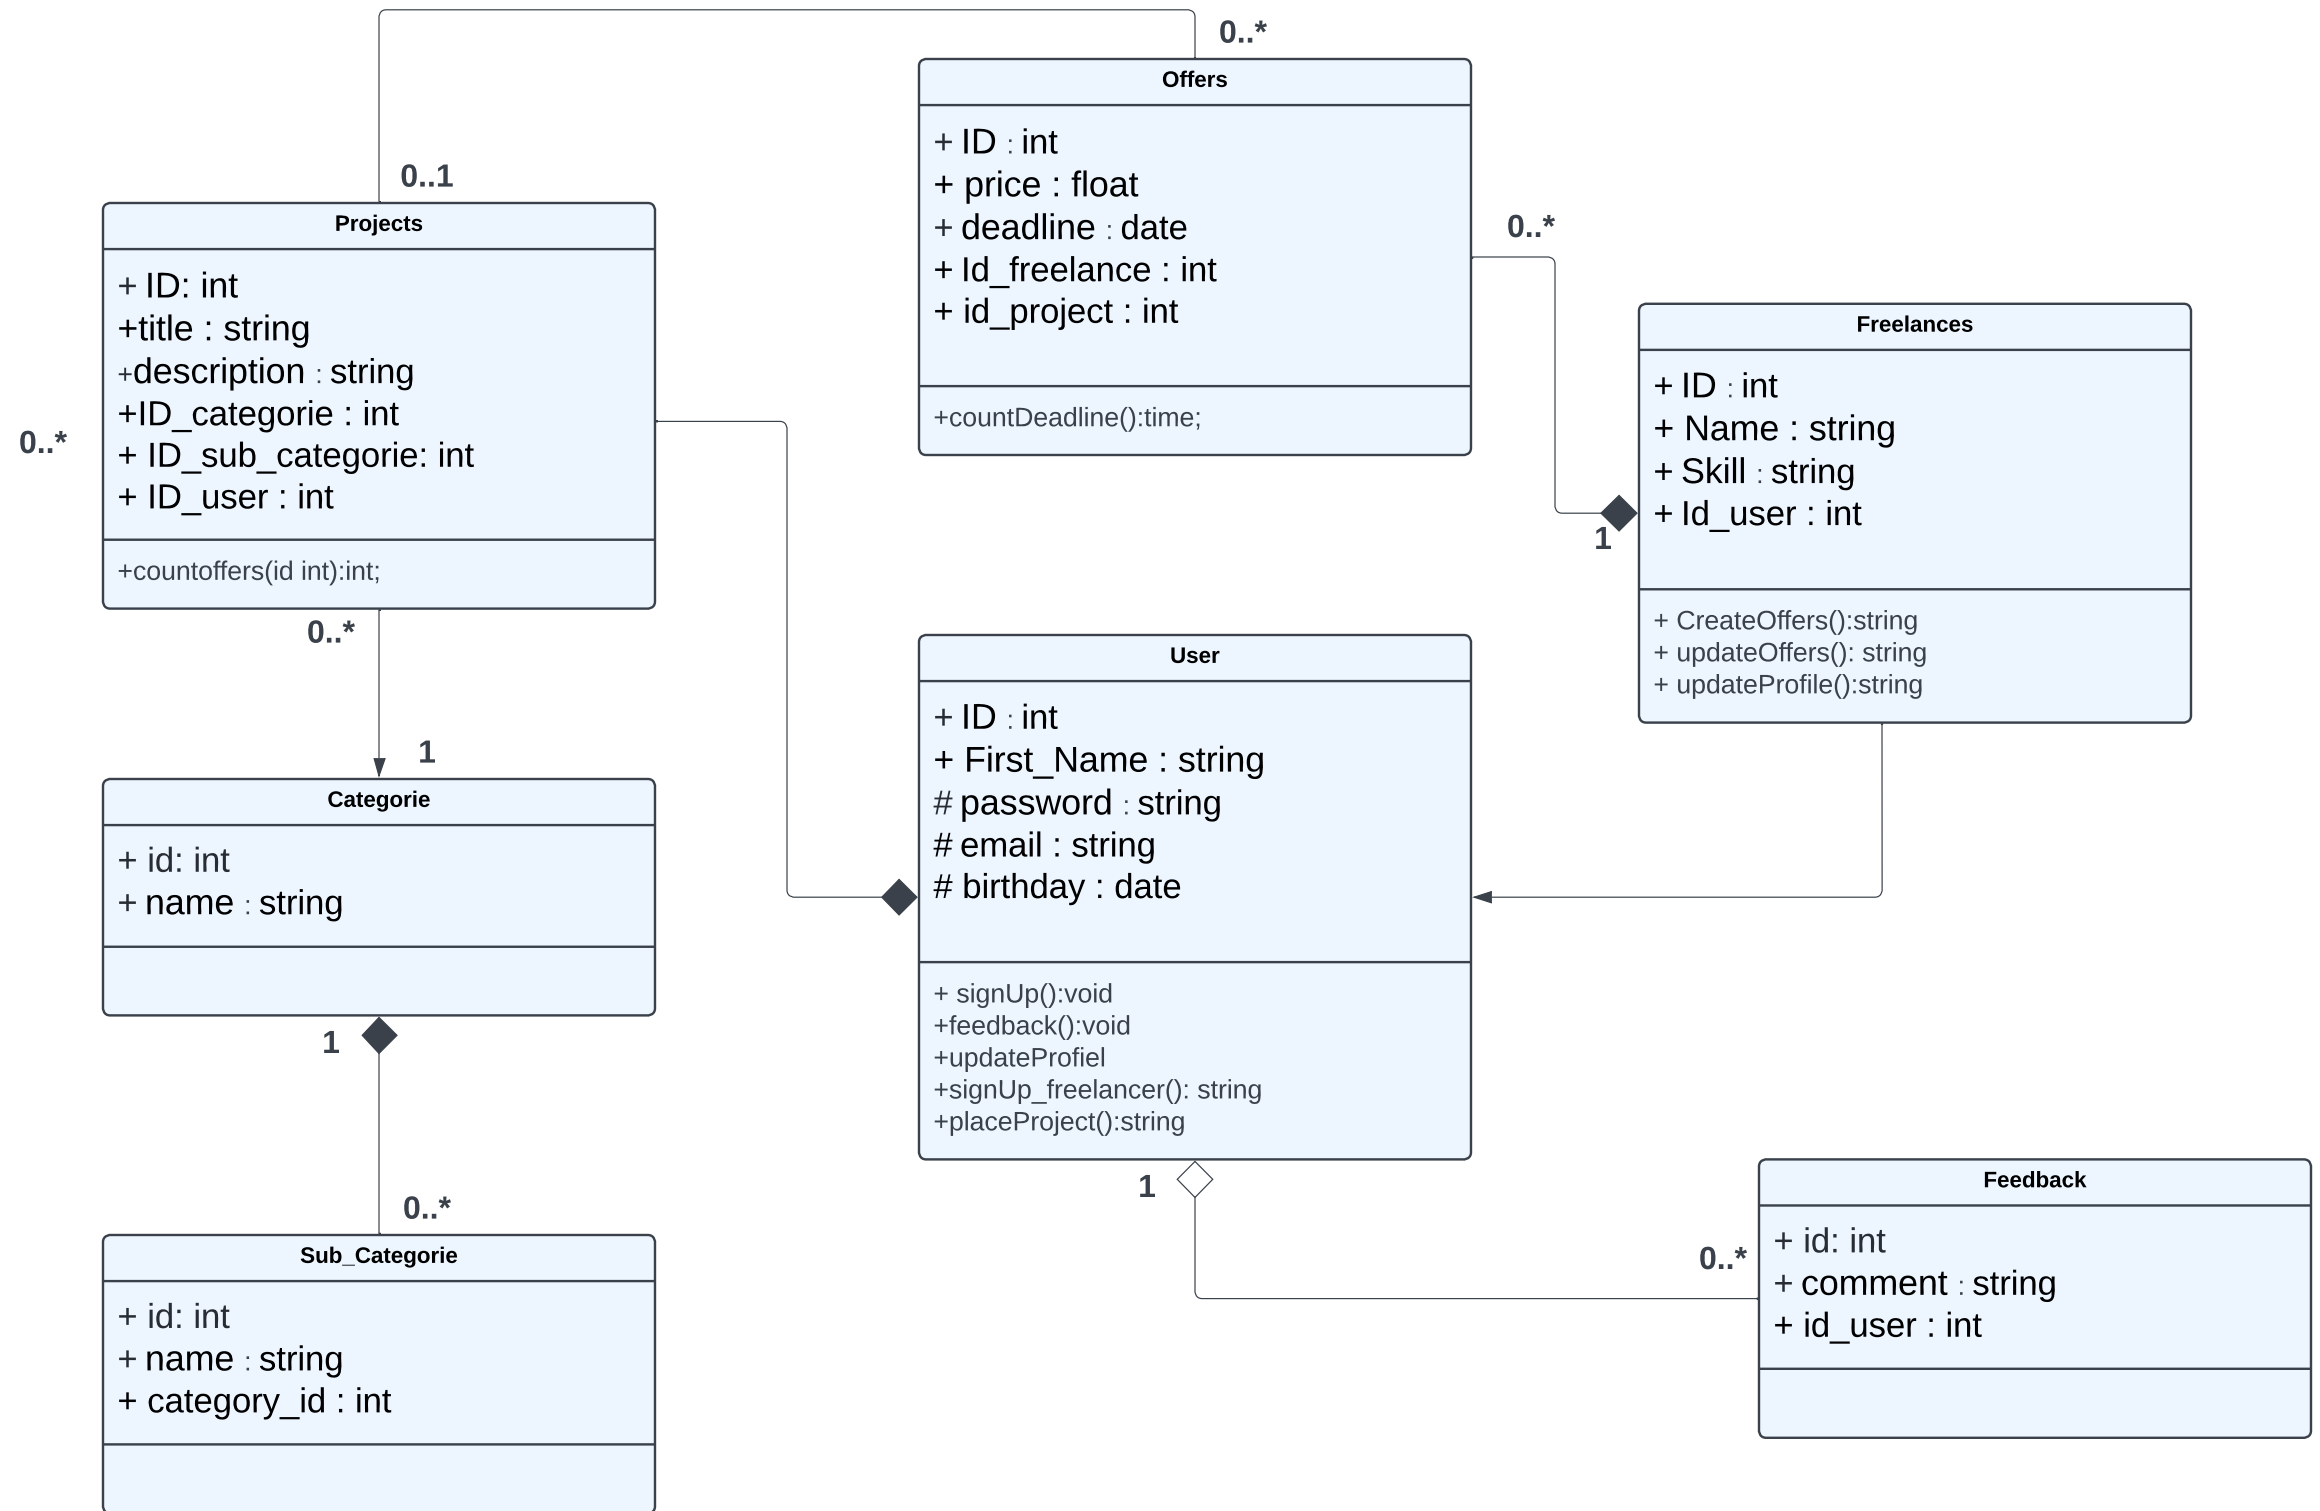 0..*
Offers
+ ID : int
+ price : float
+ deadline : date
+ Id_freelance : int
+ id_project : int
+countDeadline():time;
0..1
Projects
+ ID: int
+title : string
+description : string
+ID_categorie : int
+ ID_sub_categorie: int
+ ID_user : int
+countoffers(id int):int;
0..*
0..*
1
0..*
Freelances
+ ID : int
+ Name : string
+ Skill : string
+ Id_user : int
+ CreateOffers():string
+ updateOffers(): string
+ updateProfile():string
1
User
+ ID : int
+ First_Name : string
# password : string
# email : string
# birthday : date
+ signUp():void
+feedback():void
+updateProfiel
+signUp_freelancer(): string
+placeProject():string
1
Categorie
+ id: int
+ name : string
1
0..*
Sub_Categorie
+ id: int
+ name : string
+ category_id : int
1
0..*
Feedback
+ id: int
+ comment : string
+ id_user : int